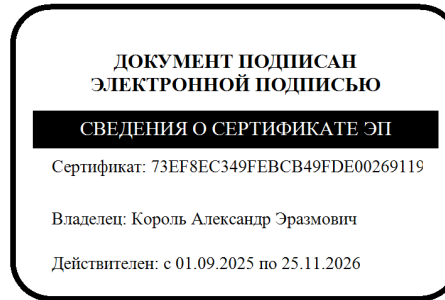 ДОКУМЕНТ ПОДПИСАН
ЭЛЕКТРОННОЙ ПОДПИСЬЮ
СВЕДЕНИЯ О СЕРТИФИКАТЕ ЭП
Сертификат: 73EF8EC349FEBCB49FDE00269119
Владелец: Король Александр Эразмович
Действителен: с 01.09.2025 по 25.11.2026